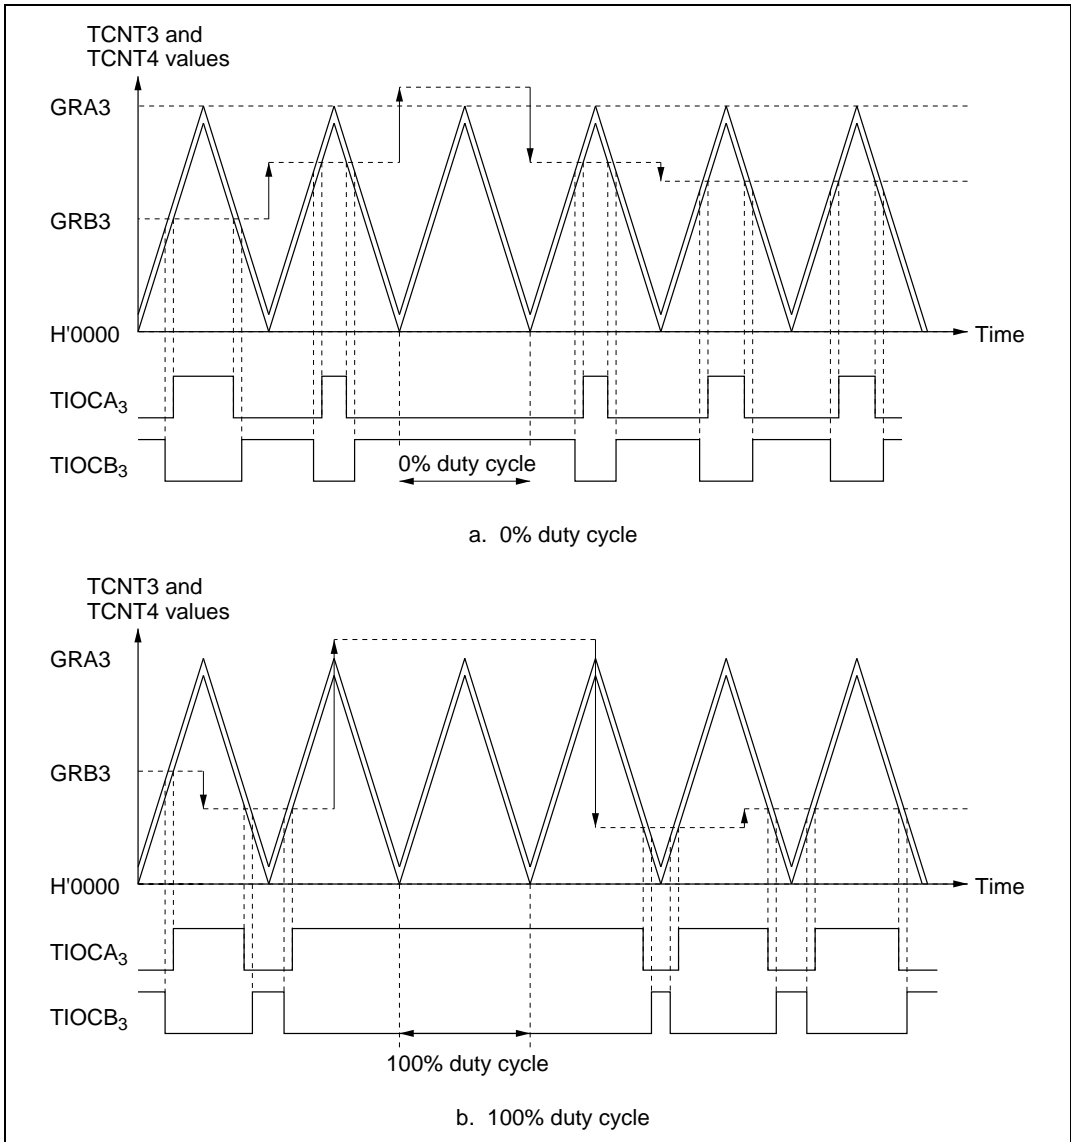 TCNT3 and
TCNT4 values
GRA3
GRB3
H'0000
Time
TIOCA3
TIOCB3
0% duty cycle
a. 0% duty cycle
TCNT3 and
TCNT4 values
GRA3
GRB3
H'0000
Time
TIOCA3
TIOCB3
100% duty cycle
b. 100% duty cycle